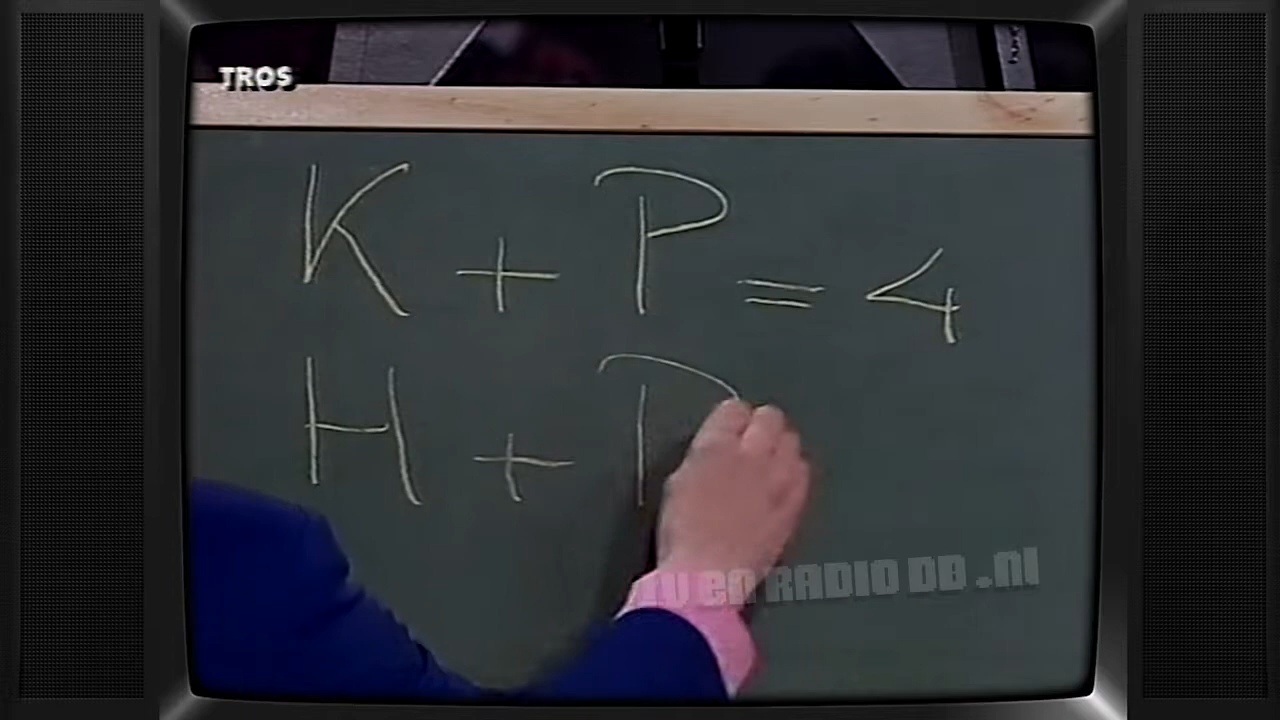 TROS
K + P = 4
H + P
TV en RADIO DB .nl